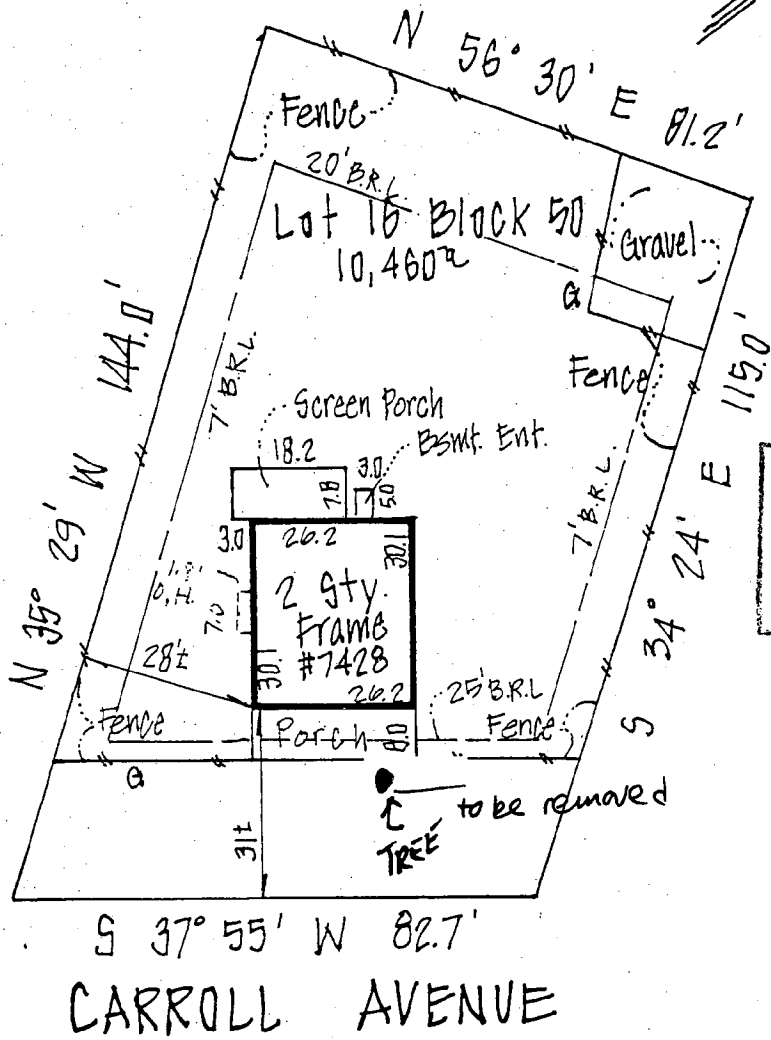 N 56° 30' E 81.2'
Fence
20' B.R.L.
Lot 16 Block 50
10,460
Gravel
G
144.0'
7' B.R.L.
Fence
115.0'
Screen Porch
18.2
Bsmt. Ent.
3.0
7.8
5.0
3.0
26.2
30.1
7' B.R.L.
N 35° 29' W
O.H.
7.0
2 Sty.
Frame
#7428
S 34° 24' E
28'±
30.1
26.2
25' B.R.L
Fence
Porch
8.0
Fence
G
to be removed
TREE
31±
S 37° 55' W 82.7'
CARROLL AVENUE